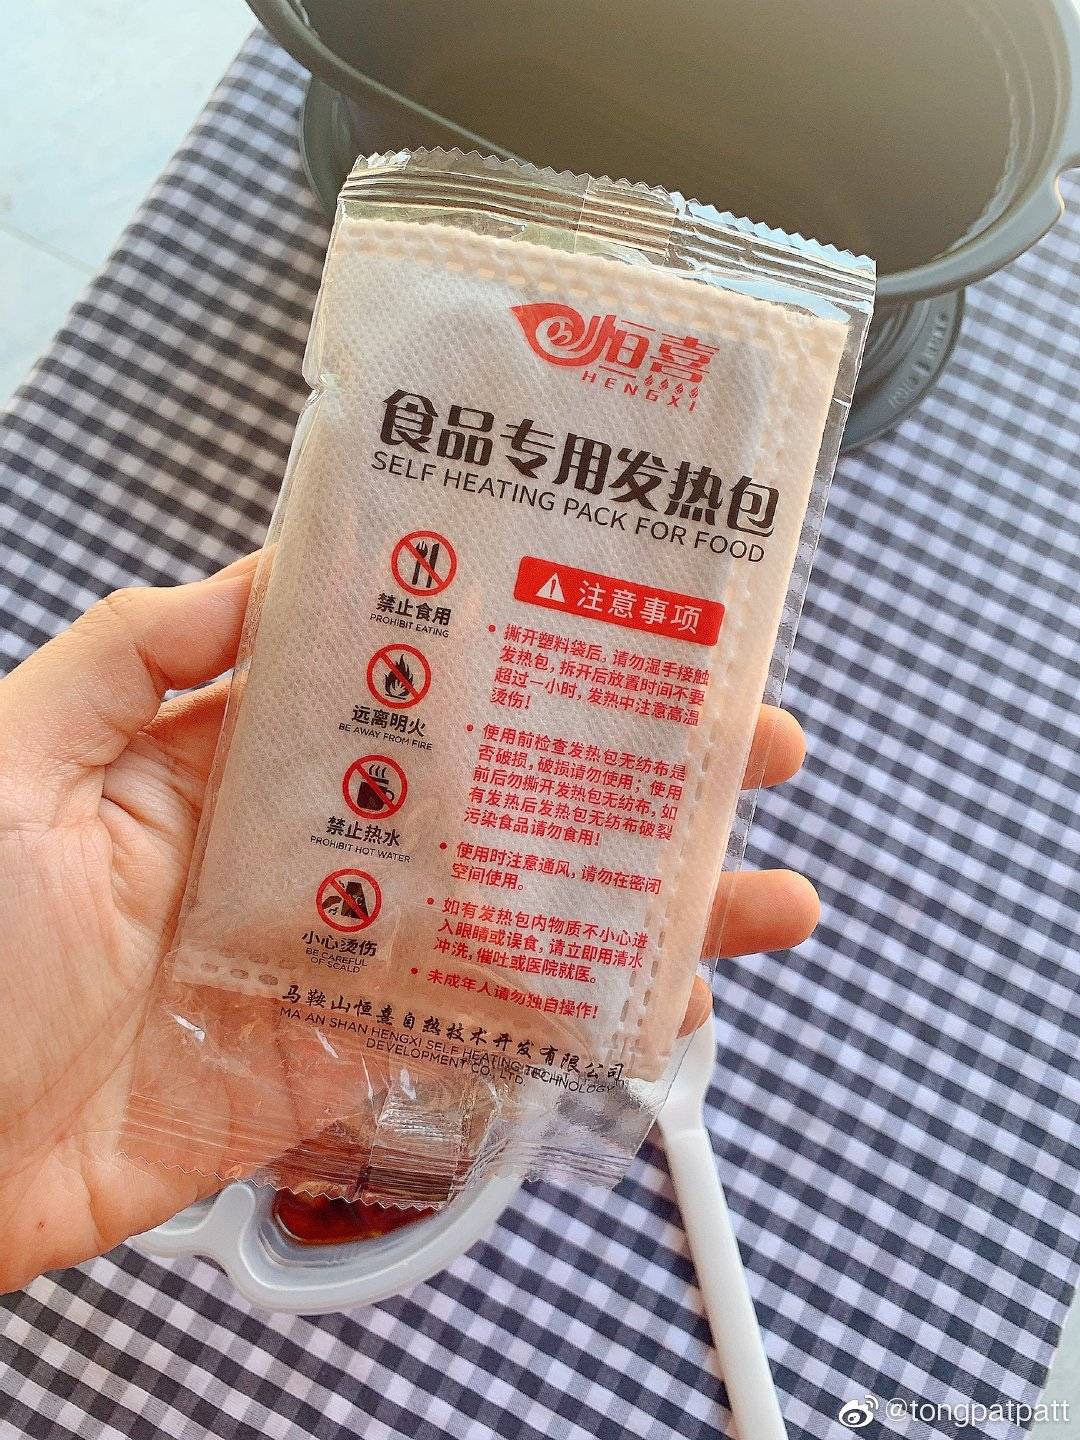 恒喜
HENGXI
食品专用发热包
SELF HEATING PACK FOR FOOD
禁止食用
PROHIBIT EATING
远离明火
BE AWAY FROM FIRE
禁止热水
PROHIBIT HOT WATER
小心烫伤
BE CAREFUL
OF SCALD
注意事项
• 撕开塑料袋后，请勿湿手接触
发热包，拆开后放置时间不要
超过一小时，发热中注意高温
烫伤！
• 使用前检查发热包无纺布是
否破损，破损请勿使用；使用
前后勿撕开发热包无纺布，如
有发热后发热包无纺布破裂
污染食品请勿食用！
• 使用时注意通风，请勿在密闭
空间使用。
• 如有发热包内物质不小心进
入眼睛或误食，请立即用清水
冲洗，催吐或医院就医。
• 未成年人请勿独自操作！
马鞍山恒熹自热技术开发有限公司
MA AN SHAN HENGXI SELF HEATING TECHNOLOGY
DEVELOPMENT CO., LTD.
@tongpatpatt